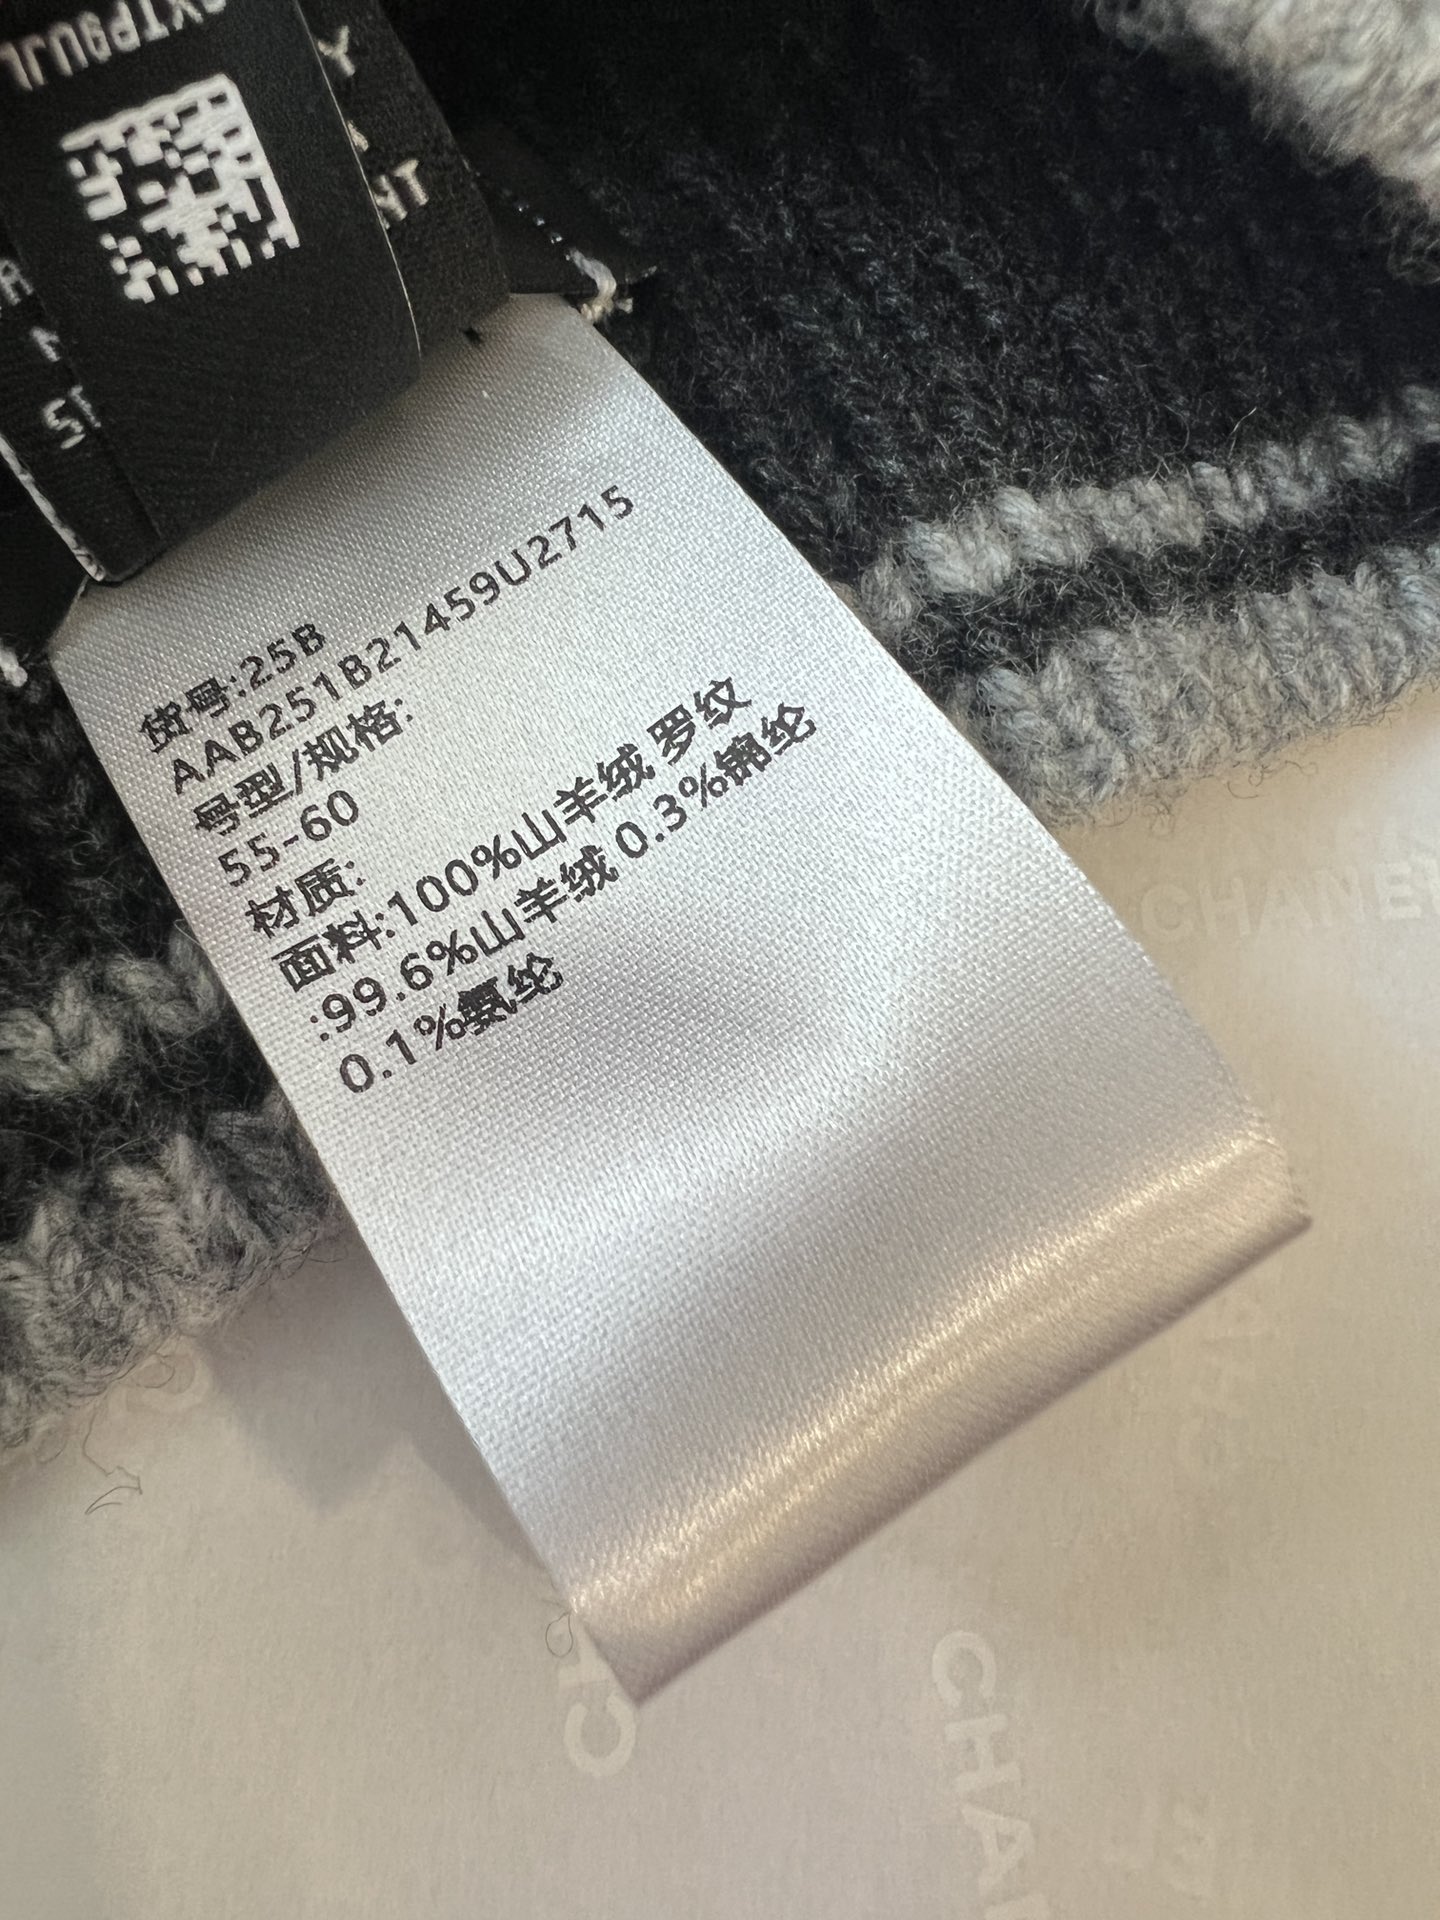 货号:25B
AAB251B21459U2715
号型/规格:
55-60
材质:
面料:100%山羊绒 罗纹
:99.6%山羊绒 0.3%锦纶
0.1%氨纶
CHANEL
CHA